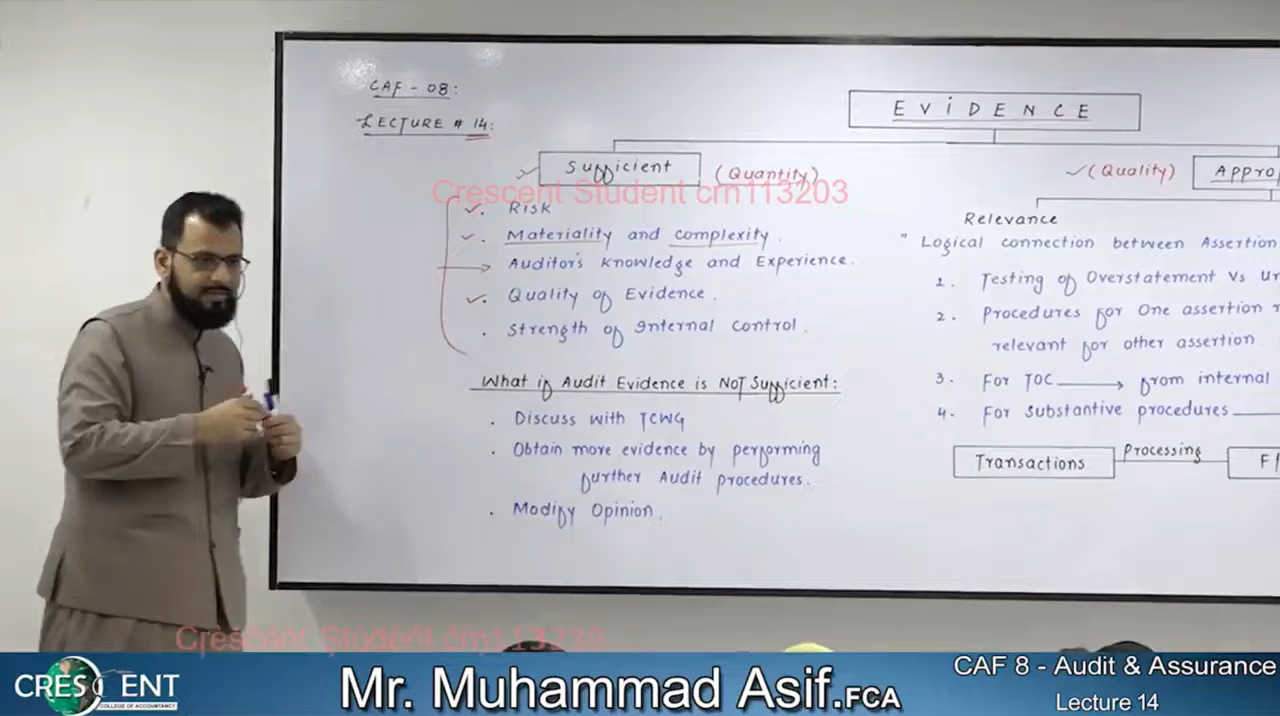 CAF - 08:
LECTURE # 14:
EVIDENCE
Sufficient (Quantity)
(Quality) Appro
Crescent Student crn113203
. Risk
. Materiality and complexity.
Auditor's Knowledge and Experience.
. Quality of Evidence.
. Strength of Internal Control.
What if Audit Evidence is NOT Sufficient:
. Discuss with TCWG
. Obtain more evidence by performing
further Audit procedures.
. Modify Opinion.
Relevance
" Logical connection between Assertion
1. Testing of Overstatement Vs Un
2. Procedures for One assertion
relevant for other assertion.
3. For TOC → from internal
4. For Substantive procedures
Transactions Processing
Crescent Student
CRESCENT
COLLEGE OF ACCOUNTANCY
Mr. Muhammad Asif.FCA
CAF 8 - Audit & Assurance
Lecture 14